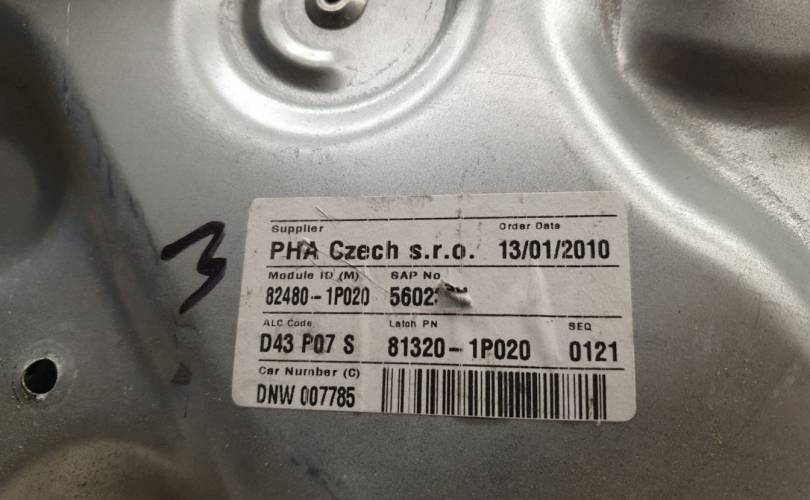 3
Supplier Order Date
PHA Czech s.r.o. 13/01/2010
Module ID (M) SAP No
82480-1P020
ALC Code Latch PN SEQ
D43 P07 S 81320-1P020 0121
Car Number (C)
DNW 007785